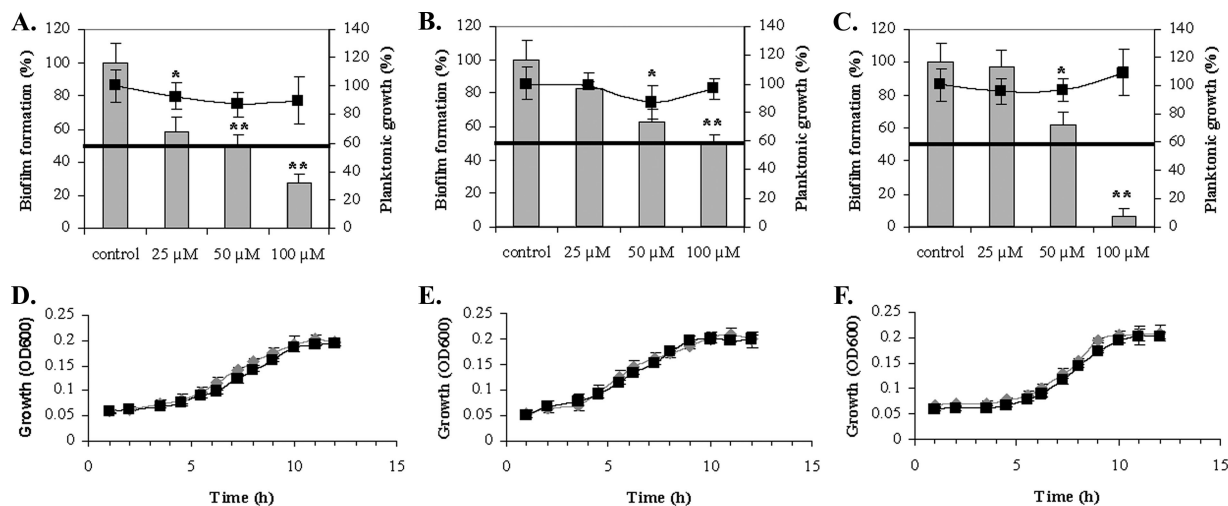 A.
Biofilm formation (%)
120
100
80
60
40
20
0
*
**
**
140
120
100
80
60
40
20
0
Planktonic growth (%)
control 25 µM 50 µM 100 µM
B.
Biofilm formation (%)
120
100
80
60
40
20
0
*
**
140
120
100
80
60
40
20
0
Planktonic growth (%)
control 25 µM 50 µM 100 µM
C.
Biofilm formation (%)
120
100
80
60
40
20
0
*
**
140
120
100
80
60
40
20
0
Planktonic growth (%)
control 25 µM 50 µM 100 µM
D.
Growth (OD600)
0.25
0.2
0.15
0.1
0.05
0
0 5 10 15
Time (h)
E.
Growth (OD600)
0.25
0.2
0.15
0.1
0.05
0
0 5 10 15
Time (h)
F.
Growth (OD600)
0.25
0.2
0.15
0.1
0.05
0
0 5 10 15
Time (h)